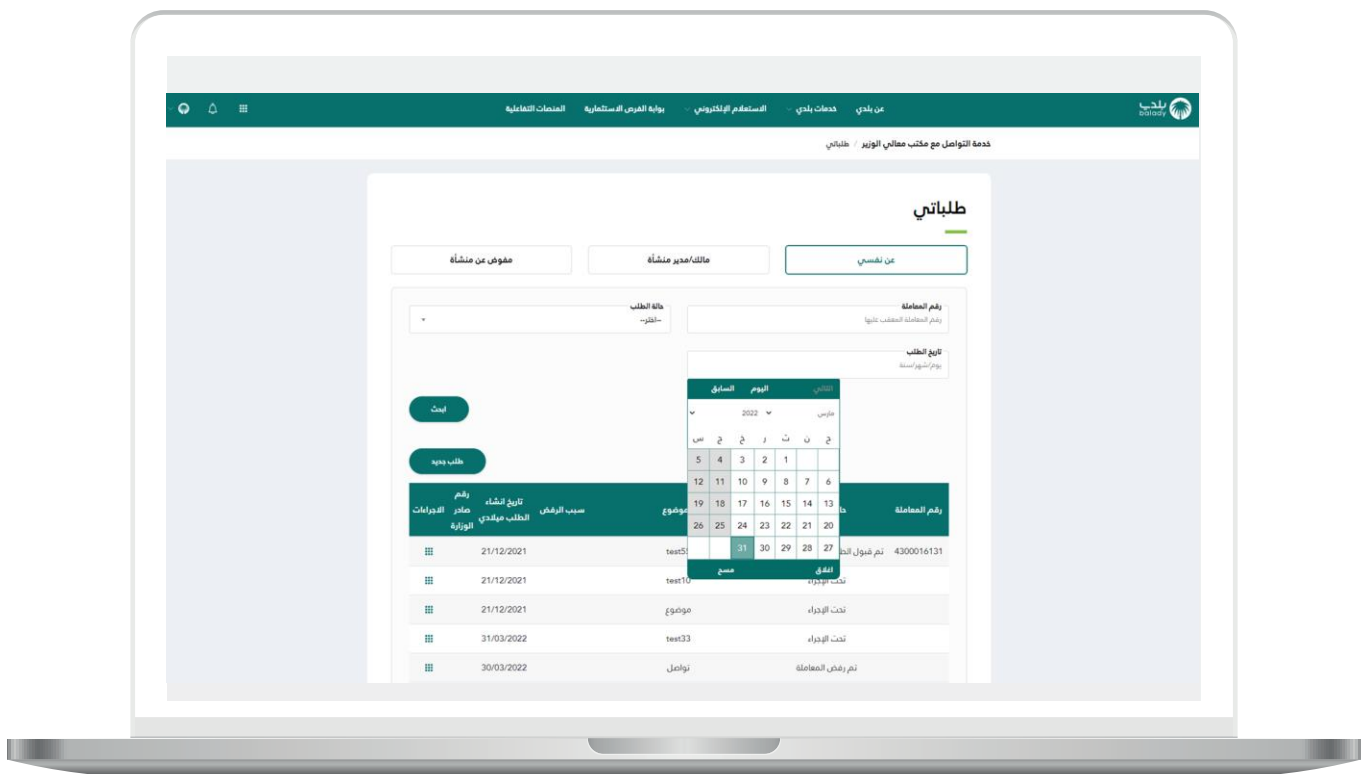 بلدي
balady
عن بلدي خدمات بلدي الاستعلام الإلكتروني بوابة الفرص الاستثمارية المنصات التفاعلية
خدمة التواصل مع مكتب معالي الوزير / طلباتي
طلباتي
عن نفسي مالك/مدير منشأة مفوض عن منشأة
رقم المعاملة حالة الطلب
رقم المعاملة المعقب عليها --اختر--
تاريخ الطلب
يوم/شهر/سنة
التالي اليوم السابق
ابحث
مارس 2022
ح ن ث ر خ ج س
1 2 3 4 5
طلب جديد
6 7 8 9 10 11 12
13 14 15 16 17 18 19
20 21 22 23 24 25 26
27 28 29 30 31
اغلاق مسح
رقم المعاملة موضوع سبب الرفض تاريخ انشاء الطلب ميلادي رقم صادر الوزارة الاجراءات
4300016131 تم قبول 21/12/2021
تحت الإجراء test10 21/12/2021
تحت الإجراء موضوع 21/12/2021
تحت الإجراء test33 31/03/2022
تم رفض المعاملة تواصل 30/03/2022